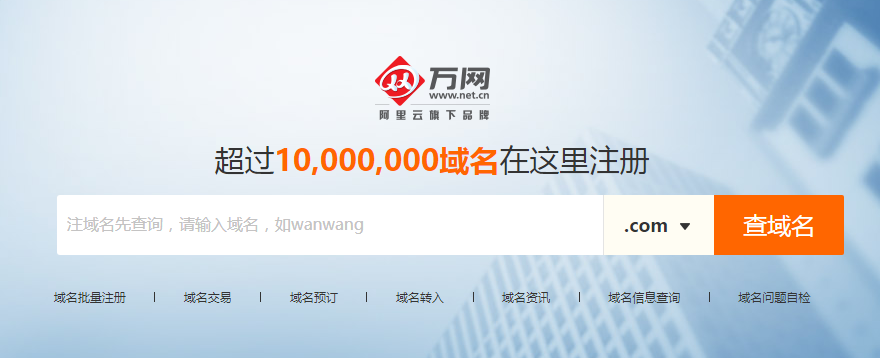 万网
www.net.cn
阿里云旗下品牌
超过10,000,000域名在这里注册
注域名先查询，请输入域名，如wanwang .com 查域名
域名批量注册 | 域名交易 | 域名预订 | 域名转入 | 域名资讯 | 域名信息查询 | 域名问题自检